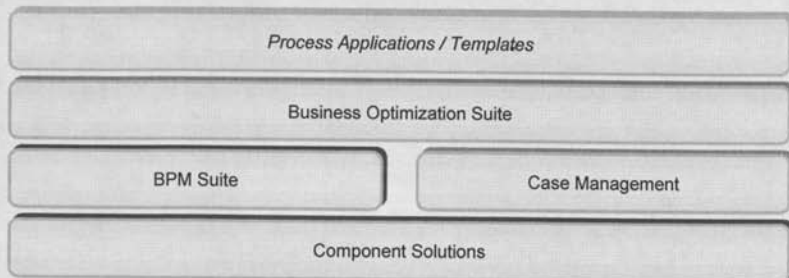 Process Applications / Templates
Business Optimization Suite
BPM Suite
Case Management
Component Solutions